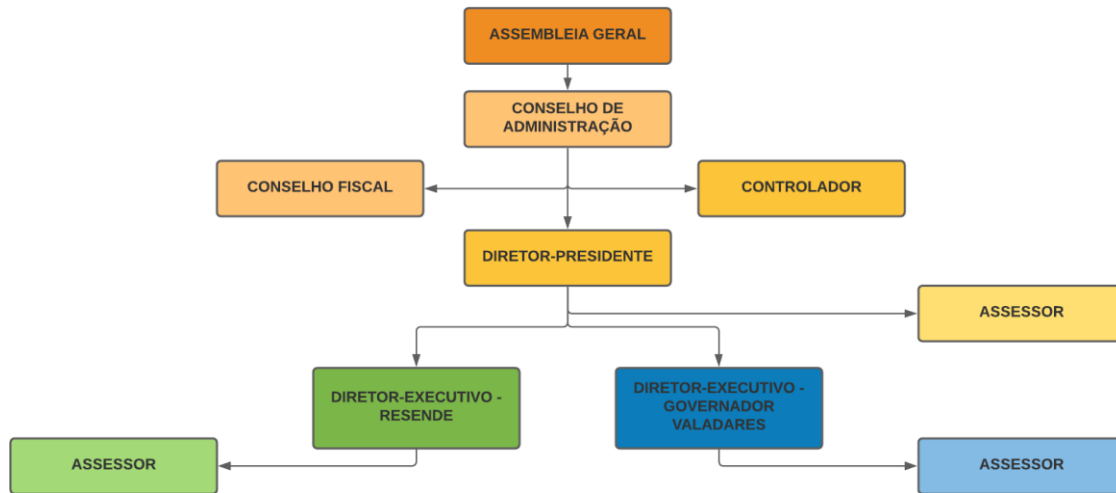 ASSEMBLEIA GERAL
CONSELHO DE
ADMINISTRAÇÃO
CONSELHO FISCAL
CONTROLADOR
DIRETOR-PRESIDENTE
ASSESSOR
DIRETOR-EXECUTIVO -
RESENDE
DIRETOR-EXECUTIVO -
GOVERNADOR
VALADARES
ASSESSOR
ASSESSOR